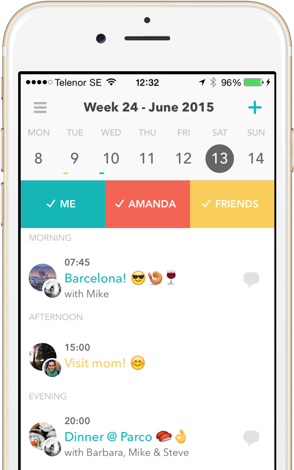 Telenor SE 12:32 96%
Week 24 - June 2015 +
MON TUE WED THU FRI SAT SUN
8 9 10 11 12 13 14
✓ ME ✓ AMANDA ✓ FRIENDS
MORNING
07:45
Barcelona! 😎🍤🍷
with Mike
AFTERNOON
15:00
Visit mom! 😊
EVENING
20:00
Dinner @ Parco 🍣👌
with Barbara, Mike & Steve